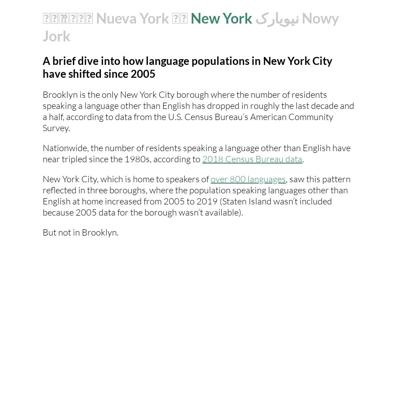 Nueva York New York نیویارک Nowy
Jork
A brief dive into how language populations in New York City
have shifted since 2005
Brooklyn is the only New York City borough where the number of residents
speaking a language other than English has dropped in roughly the last decade and
a half, according to data from the U.S. Census Bureau's American Community
Survey.
Nationwide, the number of residents speaking a language other than English have
near tripled since the 1980s, according to 2018 Census Bureau data.
New York City, which is home to speakers of over 800 languages, saw this pattern
reflected in three boroughs, where the population speaking languages other than
English at home increased from 2005 to 2019 (Staten Island wasn't included
because 2005 data for the borough wasn't available).
But not in Brooklyn.